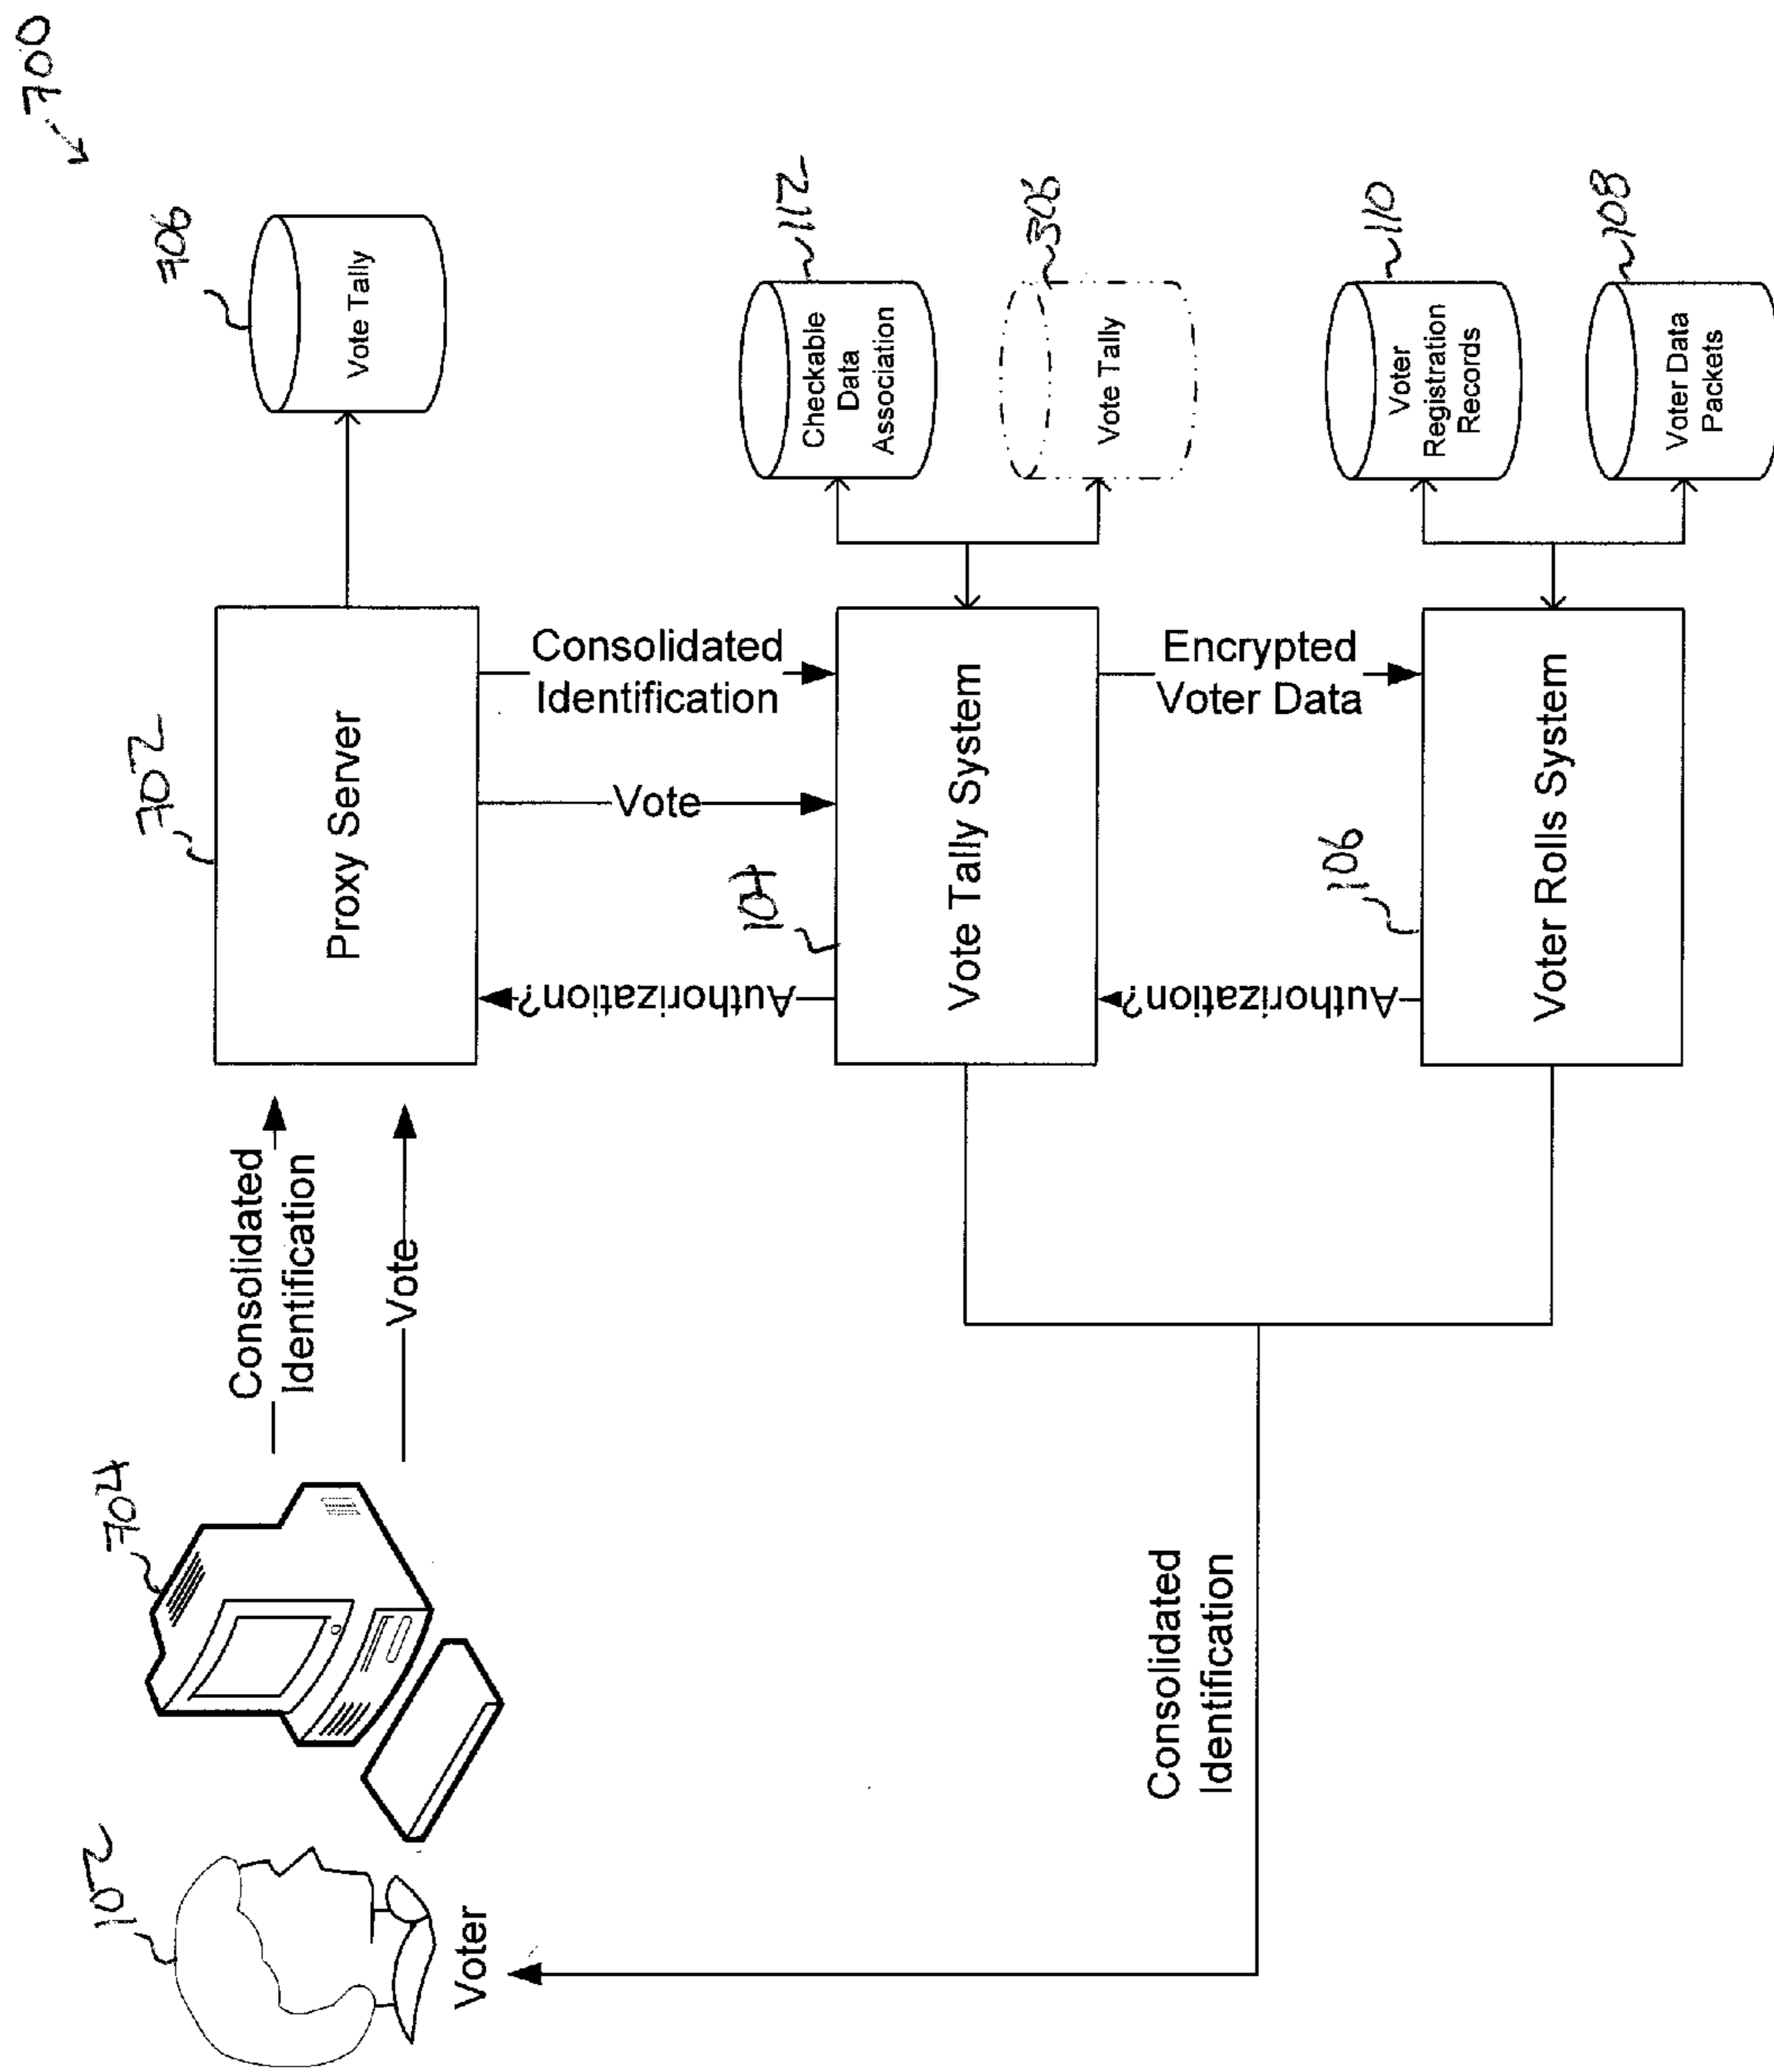 700
102
Voter
704
Consolidated
Identification
Vote
702
Proxy Server
706
Vote Tally
Authorization?
Vote
Consolidated
Identification
104
Vote Tally System
112
Checkable
Data
Association
306
Vote Tally
Authorization?
Encrypted
Voter Data
106
Voter Rolls System
110
Voter
Registration
Records
108
Voter Data
Packets
Consolidated
Identification